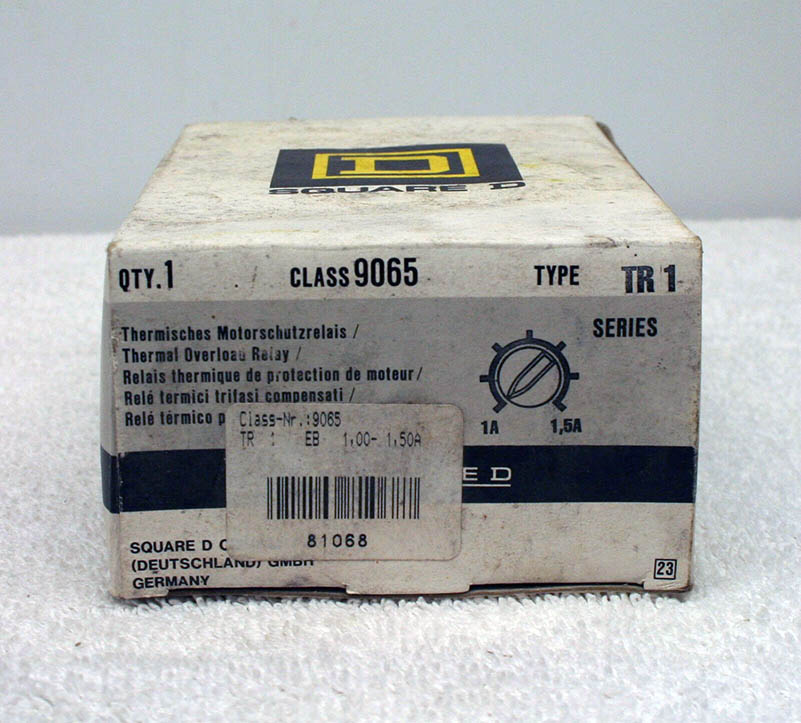 D
SQUARE D
QTY.1 CLASS 9065 TYPE TR 1
SERIES
Thermisches Motorschutzrelais /
Thermal Overload Relay /
Relais thermique de protection de moteur /
Relé termici trifasi compensati /
Relé térmico p
1A 1,5A
Class-Nr.:9065
TR 1 EB 1,00- 1,50A
81068
E D
SQUARE D C
(DEUTSCHLAND) GMBH
GERMANY
23